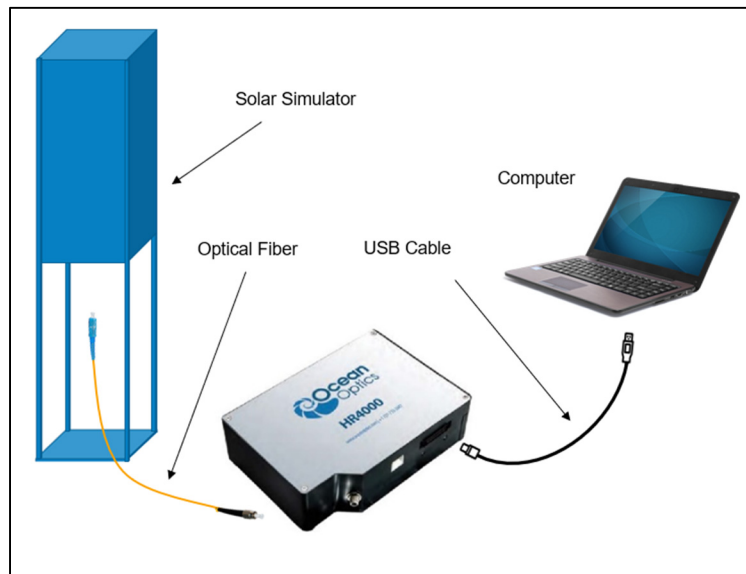 Solar Simulator
Computer
Optical Fiber
USB Cable
Ocean
Optics
HR4000